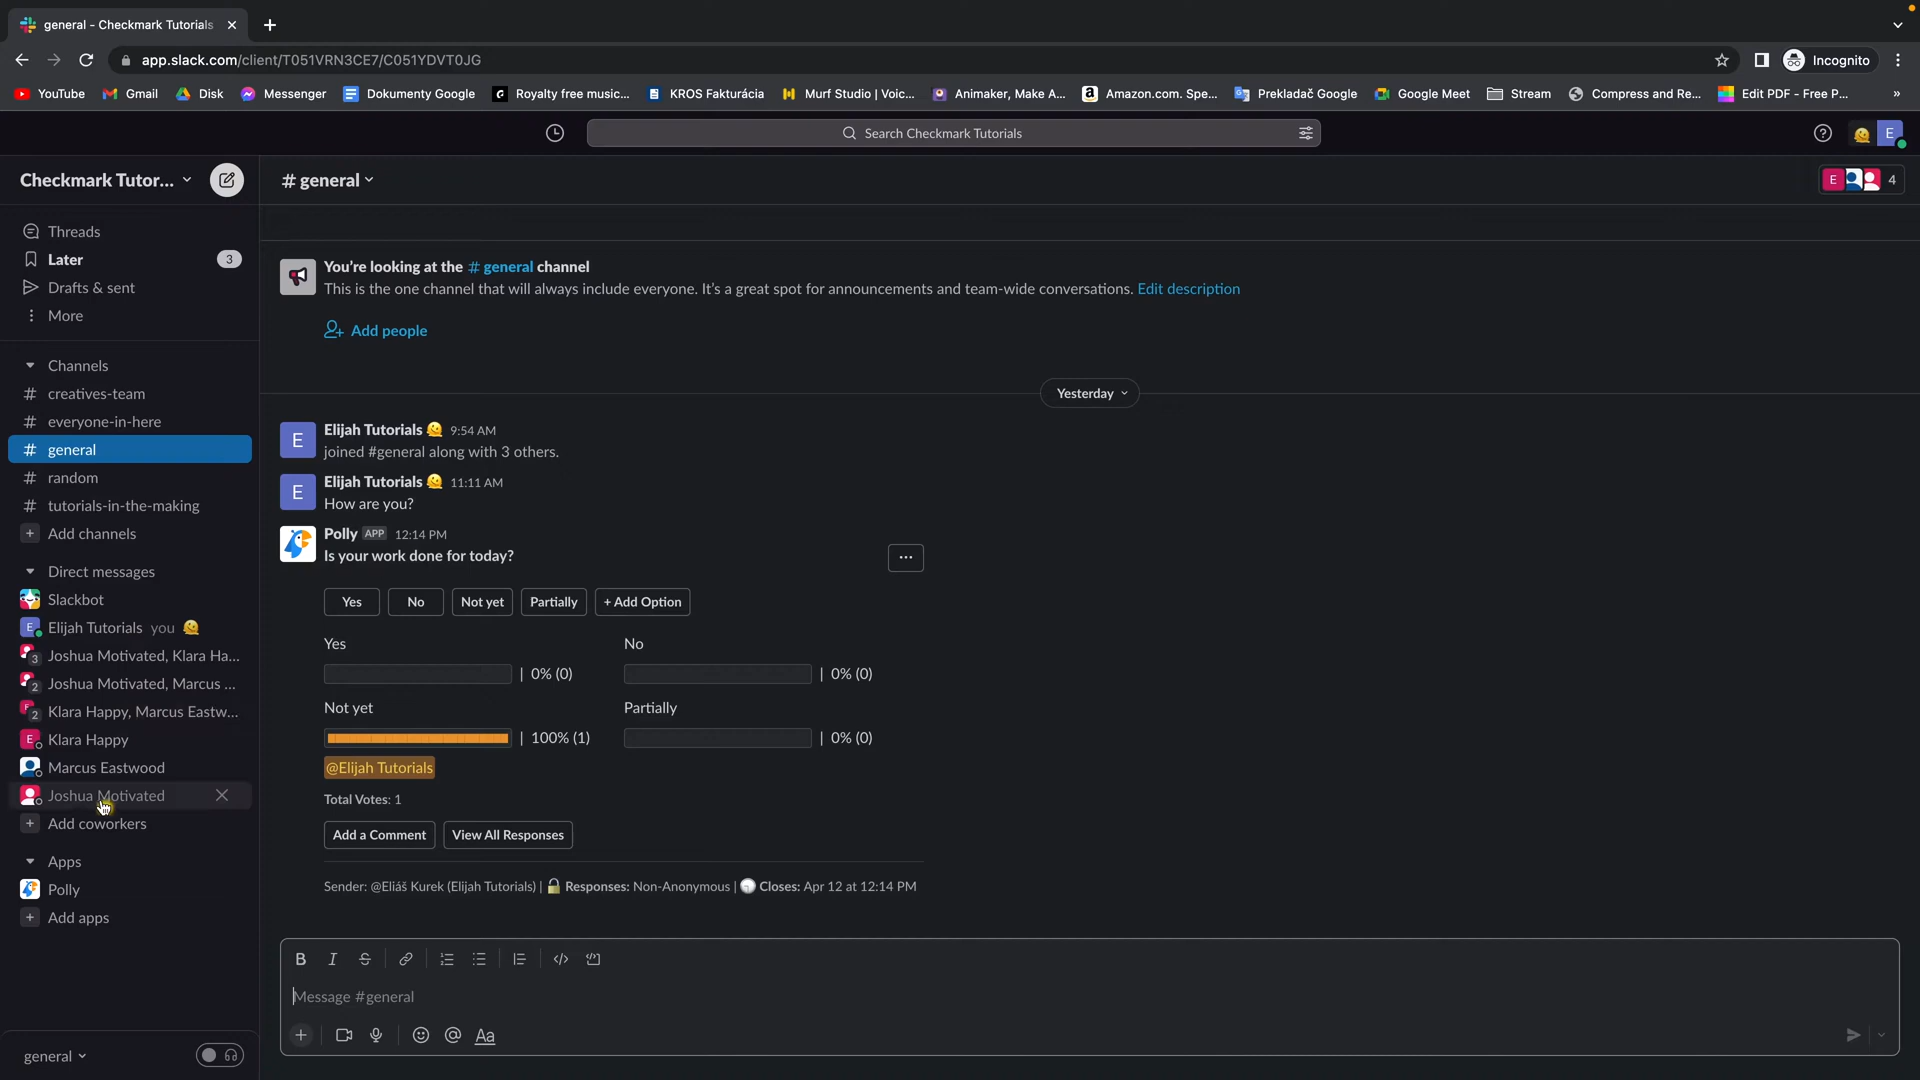 general - Checkmark Tutorials
app.slack.com/client/T051VRN3CE7/C051YDVT0JG
Incognito
YouTube
Gmail
Disk
Messenger
Dokumenty Google
Royalty free music...
KROS Fakturácia
Murf Studio | Voic...
Animaker, Make A...
Amazon.com. Spe...
Prekladač Google
Google Meet
Stream
Compress and Re...
Edit PDF - Free P...
»
Search Checkmark Tutorials
E
Checkmark Tutor...
# general
E
4
Threads
Later
3
Drafts & sent
More
You're looking at the # general channel
This is the one channel that will always include everyone. It's a great spot for announcements and team-wide conversations. Edit description
Add people
Channels
# creatives-team
# everyone-in-here
# general
# random
# tutorials-in-the-making
+ Add channels
Yesterday
E
Elijah Tutorials 9:54 AM
joined #general along with 3 others.
E
Elijah Tutorials 11:11 AM
How are you?
Polly APP 12:14 PM
Is your work done for today?
...
Yes
No
Not yet
Partially
+ Add Option
Yes
No
| 0% (0)
| 0% (0)
Not yet
Partially
| 100% (1)
| 0% (0)
@Elijah Tutorials
Total Votes: 1
Add a Comment
View All Responses
Sender: @Eliáš Kurek (Elijah Tutorials) | Responses: Non-Anonymous | Closes: Apr 12 at 12:14 PM
Direct messages
Slackbot
E Elijah Tutorials you
3 Joshua Motivated, Klara Ha...
2 Joshua Motivated, Marcus ...
2 Klara Happy, Marcus Eastw...
E Klara Happy
Marcus Eastwood
Joshua Motivated
+ Add coworkers
Apps
Polly
+ Add apps
B I S
Message #general
+ @ Aa
general